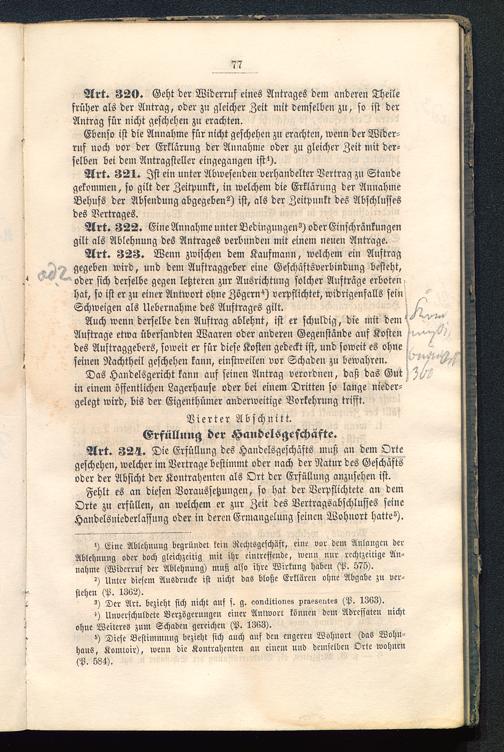 77
Art. 320. Geht der Widerruf eines Antrages dem anderen Theile
früher als der Antrag, oder zu gleicher Zeit mit demselben zu, so ist der
Antrag für nicht geschehen zu erachten.
Ebenso ist die Annahme für nicht geschehen zu erachten, wenn der Wider-
ruf noch vor der Erklärung der Annahme oder zu gleicher Zeit mit der-
selben bei dem Antragsteller eingegangen ist¹).
Art. 321. Ist ein unter Abwesenden verhandelter Vertrag zu Stande
gekommen, so gilt der Zeitpunkt, in welchem die Erklärung der Annahme
Behufs der Absendung abgegeben²) ist, als der Zeitpunkt des Abschlusses
des Vertrages.
Art. 322. Eine Annahme unter Bedingungen³) oder Einschränkungen
gilt als Ablehnung des Antrages verbunden mit einem neuen Antrage.
Art. 323. Wenn zwischen dem Kaufmann, welchem ein Auftrag
gegeben wird, und dem Auftraggeber eine Geschäftsverbindung besteht,
oder sich derselbe gegen letzteren zur Ausrichtung solcher Aufträge erboten
hat, so ist er zu einer Antwort ohne Zögern⁴) verpflichtet, widrigenfalls sein
Schweigen als Uebernahme des Auftrages gilt.
Auch wenn derselbe den Auftrag ablehnt, ist er schuldig, die mit dem
Auftrage etwa übersandten Waaren oder anderen Gegenstände auf Kosten
des Auftraggebers, soweit er für diese Kosten gedeckt ist, und soweit es ohne
seinen Nachtheil geschehen kann, einstweilen vor Schaden zu bewahren.
Das Handelsgericht kann auf seinen Antrag verordnen, daß das Gut
in einem öffentlichen Lagerhause oder bei einem Dritten so lange nieder-
gelegt wird, bis der Eigenthümer anderweitige Vorkehrung trifft.
Vierter Abschnitt.
Erfüllung der Handelsgeschäfte.
Art. 324. Die Erfüllung des Handelsgeschäfts muß an dem Orte
geschehen, welcher im Vertrage bestimmt oder nach der Natur des Geschäfts
oder der Absicht der Kontrahenten als Ort der Erfüllung anzusehen ist.
Fehlt es an diesen Voraussetzungen, so hat der Verpflichtete an dem
Orte zu erfüllen, an welchem er zur Zeit des Vertragsabschlusses seine
Handelsniederlassung oder in deren Ermangelung seinen Wohnort hatte⁵).
¹) Eine Ablehnung begründet kein Rechtsgeschäft, eine vor dem Anlangen der
Ablehnung oder doch gleichzeitig mit ihr eintreffende, wenn nur rechtzeitige An-
nahme (Widerruf der Ablehnung) muß also ihre Wirkung haben (P. 575).
²) Unter diesem Ausdrucke ist nicht das bloße Erklären ohne Abgabe zu ver-
stehen (P. 1362).
³) Der Art. bezieht sich nicht auf s. g. conditiones praesentes (P. 1363).
⁴) Unverschuldete Verzögerungen einer Antwort können dem Adressaten nicht
ohne Weiteres zum Schaden gereichen (P. 1363).
⁵) Diese Bestimmung bezieht sich auch auf den engeren Wohnort (das Wohn-
haus, Komtoir), wenn die Kontrahenten an einem und demselben Orte wohnen
(P. 584).
ad 2
360